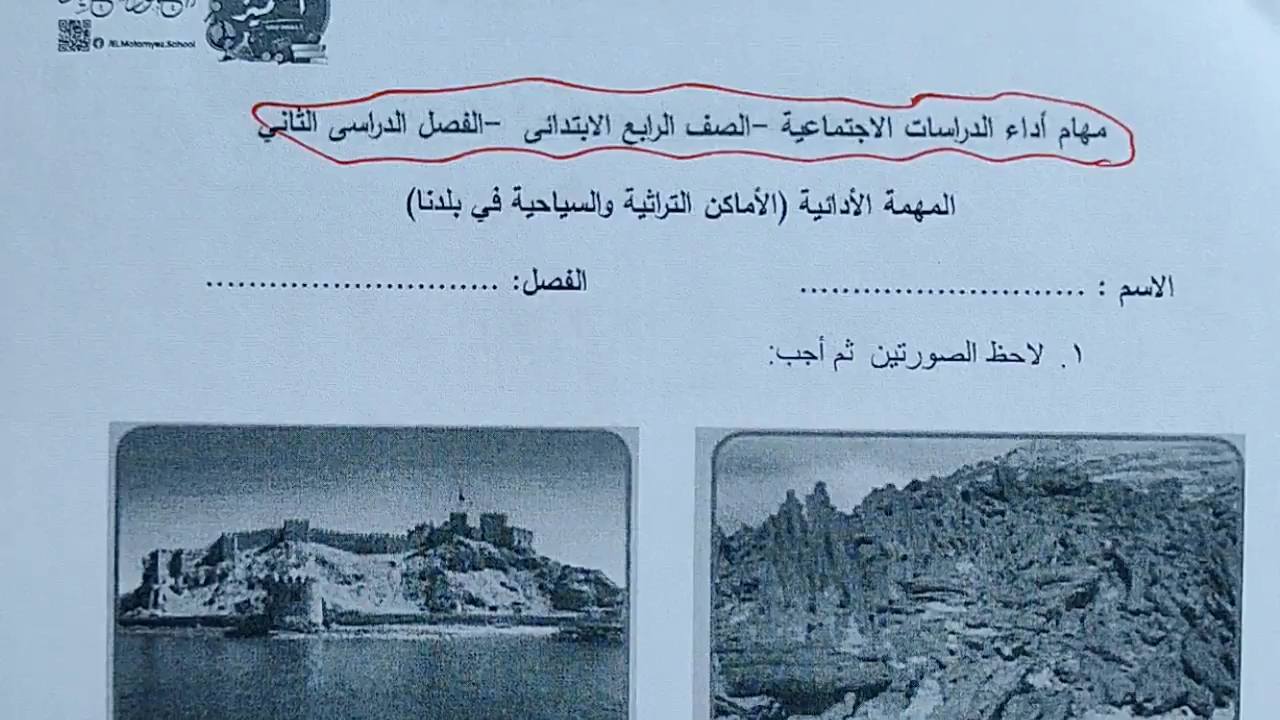 /EL.Motamyez.School
مهام أداء الدراسات الاجتماعية -الصف الرابع الابتدائى -الفصل الدراسى الثاني
المهمة الأدائية (الأماكن التراثية والسياحية في بلدنا)
الاسم : ........................... الفصل: ............................
١. لاحظ الصورتين ثم أجب: